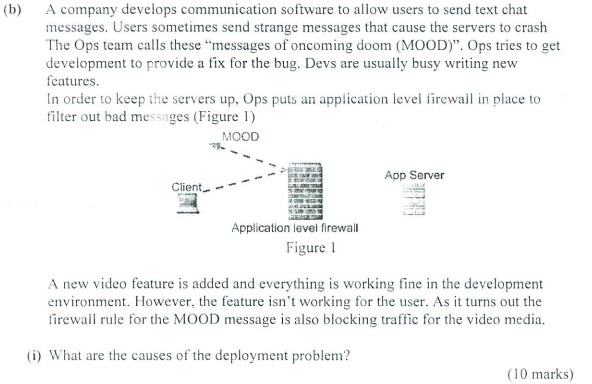 (b) A company develops communication software to allow users to send text chat
messages. Users sometimes send strange messages that cause the servers to crash
The Ops team calls these “messages of oncoming doom (MOOD)”. Ops tries to get
development to provide a fix for the bug. Devs are usually busy writing new
features.
In order to keep the servers up, Ops puts an application level firewall in place to
filter out bad messages (Figure 1)
MOOD
App Server
Client
Application level firewall
Figure 1
A new video feature is added and everything is working fine in the development
environment. However, the feature isn’t working for the user. As it turns out the
firewall rule for the MOOD message is also blocking traffic for the video media.
(i) What are the causes of the deployment problem?
(10 marks)